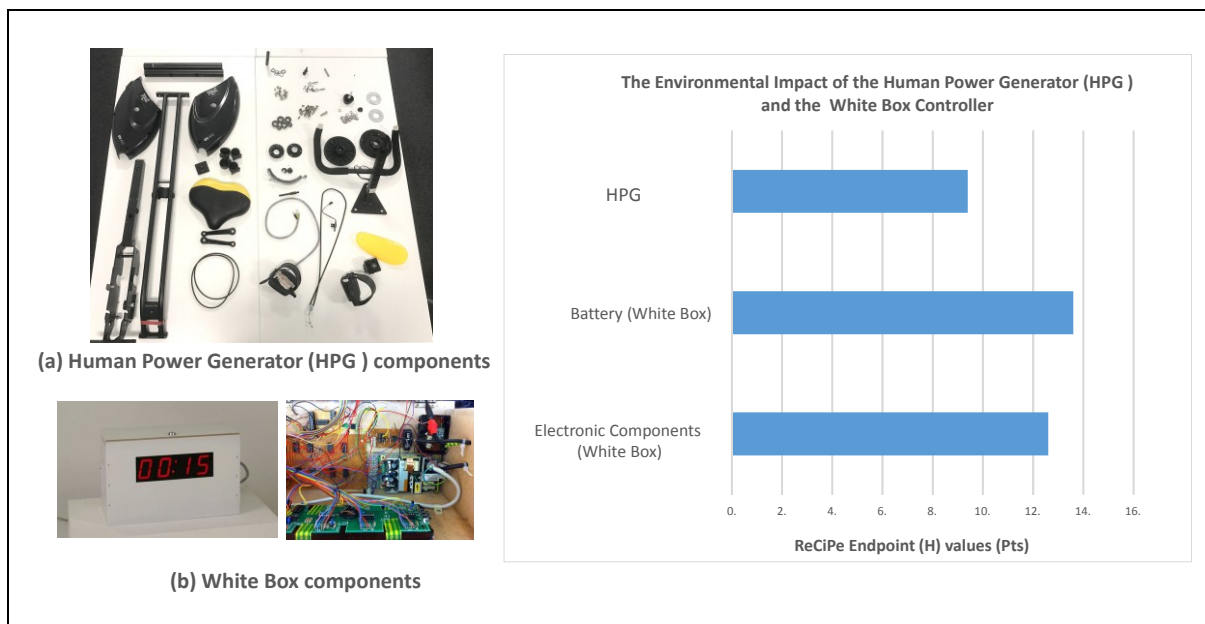 (a) Human Power Generator (HPG ) components
00:15
(b) White Box components
The Environmental Impact of the Human Power Generator (HPG )
and the White Box Controller
HPG
Battery (White Box)
Electronic Components
(White Box)
0. 2. 4. 6. 8. 10. 12. 14. 16.
ReCiPe Endpoint (H) values (Pts)